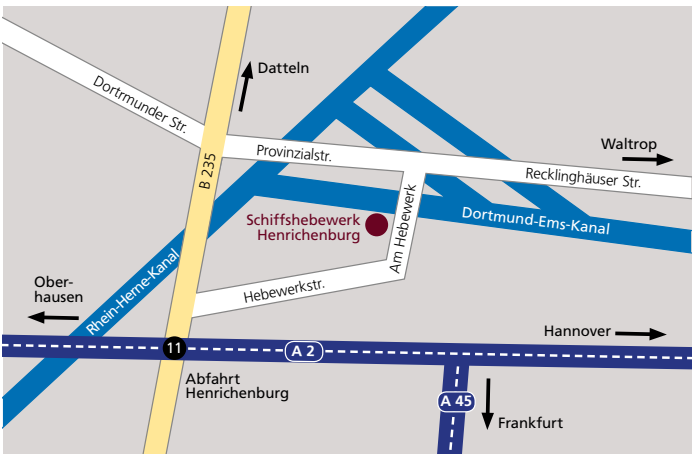 Datteln
Dortmunder Str.
Provinzialstr.
Waltrop
Recklinghäuser Str.
B 235
Schiffshebewerk
Henrichenburg
Am Hebewerk
Dortmund-Ems-Kanal
Rhein-Herne-Kanal
Ober-
hausen
Hebewerkstr.
Hannover
11
A 2
Abfahrt
Henrichenburg
A 45
Frankfurt